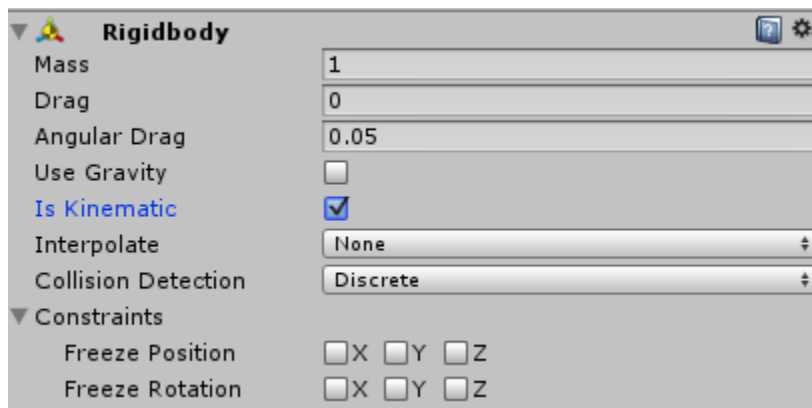 Rigidbody
Mass 1
Drag 0
Angular Drag 0.05
Use Gravity
Is Kinematic
Interpolate None
Collision Detection Discrete
Constraints
Freeze Position X Y Z
Freeze Rotation X Y Z